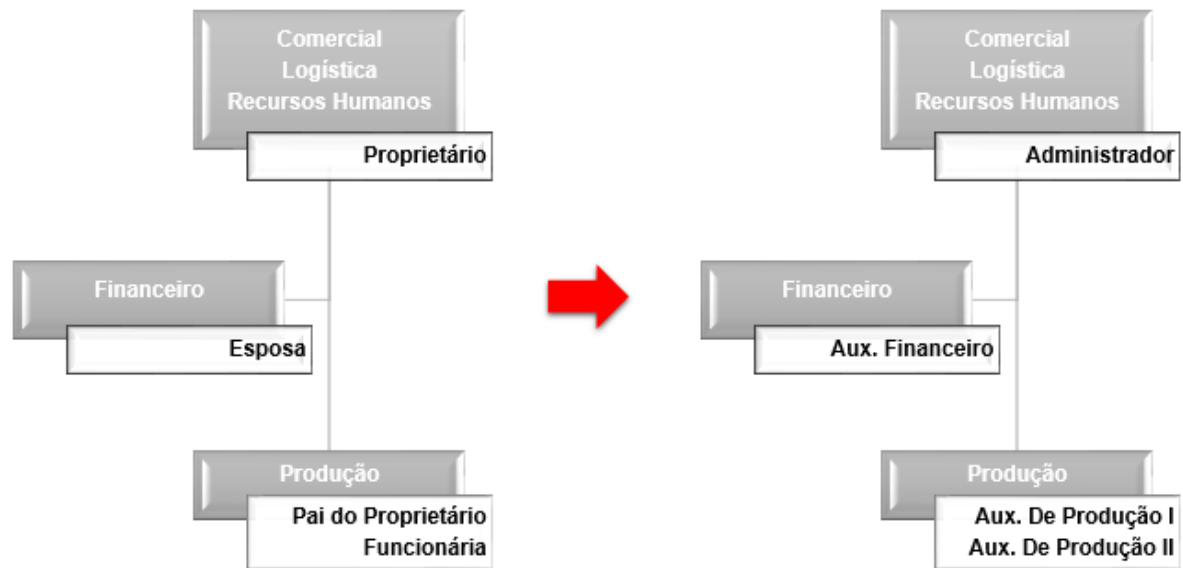 Comercial
Logística
Recursos Humanos
Proprietário
Financeiro
Esposa
Produção
Pai do Proprietário
Funcionária
Comercial
Logística
Recursos Humanos
Administrador
Financeiro
Aux. Financeiro
Produção
Aux. De Produção I
Aux. De Produção II